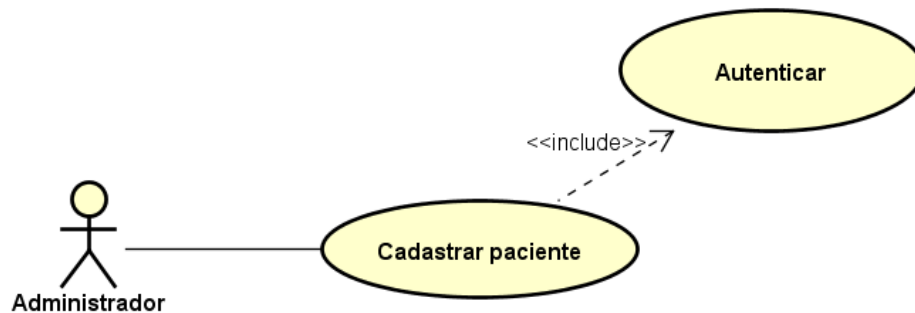 Autenticar
<<include>>
Cadastrar paciente
Administrador